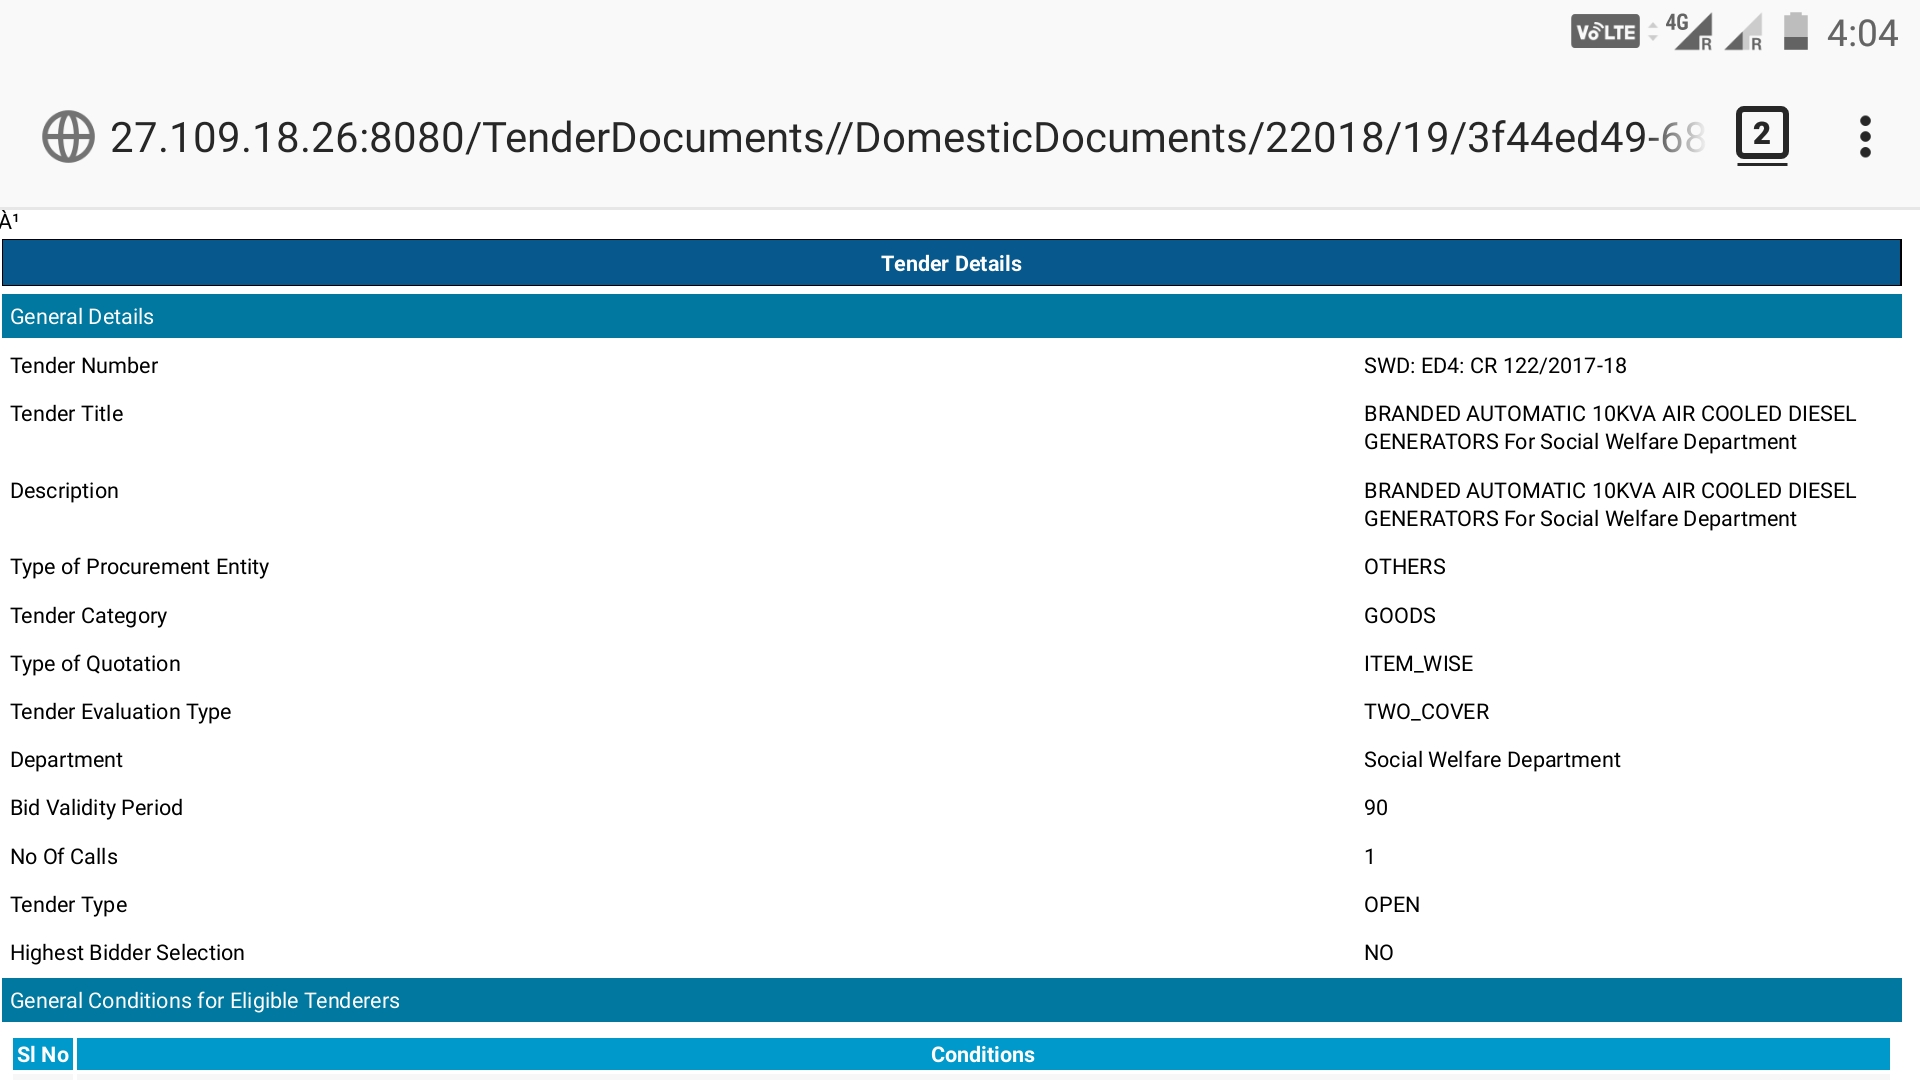 VoLTE 4G R R 4:04
27.109.18.26:8080/TenderDocuments//DomesticDocuments/22018/19/3f44ed49-68 2
À¹
Tender Details
General Details
Tender Number SWD: ED4: CR 122/2017-18
Tender Title BRANDED AUTOMATIC 10KVA AIR COOLED DIESEL
GENERATORS For Social Welfare Department
Description BRANDED AUTOMATIC 10KVA AIR COOLED DIESEL
GENERATORS For Social Welfare Department
Type of Procurement Entity OTHERS
Tender Category GOODS
Type of Quotation ITEM_WISE
Tender Evaluation Type TWO_COVER
Department Social Welfare Department
Bid Validity Period 90
No Of Calls 1
Tender Type OPEN
Highest Bidder Selection NO
General Conditions for Eligible Tenderers
Sl No Conditions